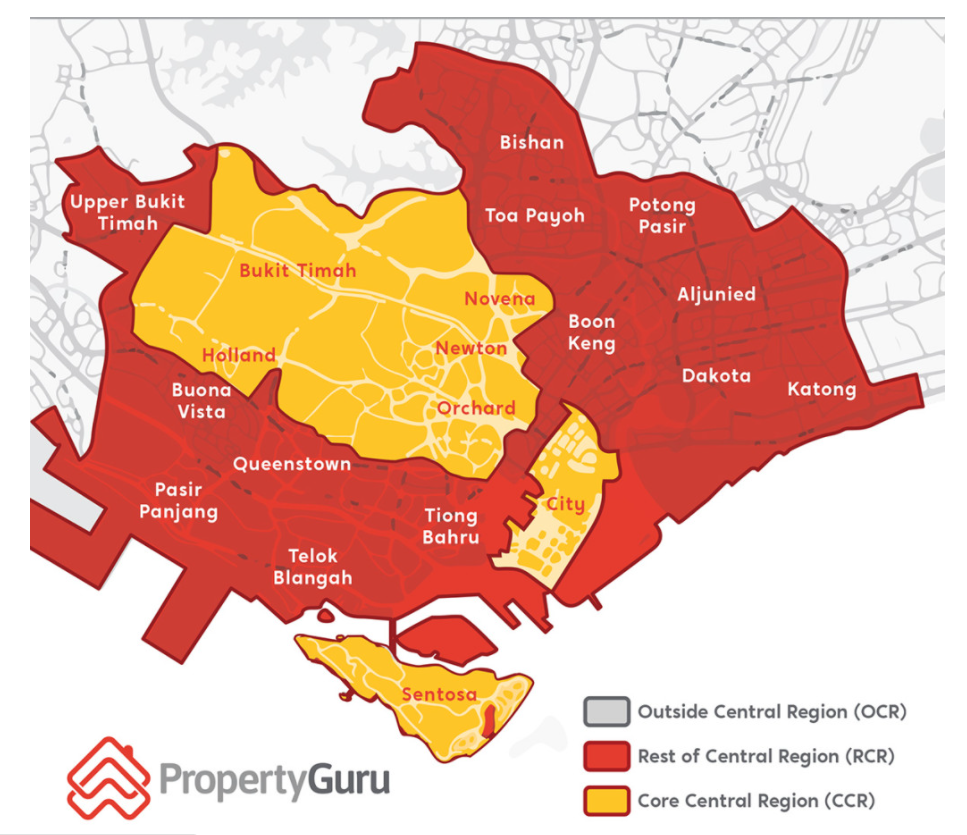 Bishan
Upper Bukit
Timah
Toa Payoh
Potong
Pasir
Bukit Timah
Novena
Aljunied
Boon
Keng
Newton
Holland
Dakota
Buona
Vista
Katong
Orchard
Queenstown
Pasir
Panjang
City
Tiong
Bahru
Telok
Blangah
Sentosa
Outside Central Region (OCR)
Rest of Central Region (RCR)
Core Central Region (CCR)
PropertyGuru